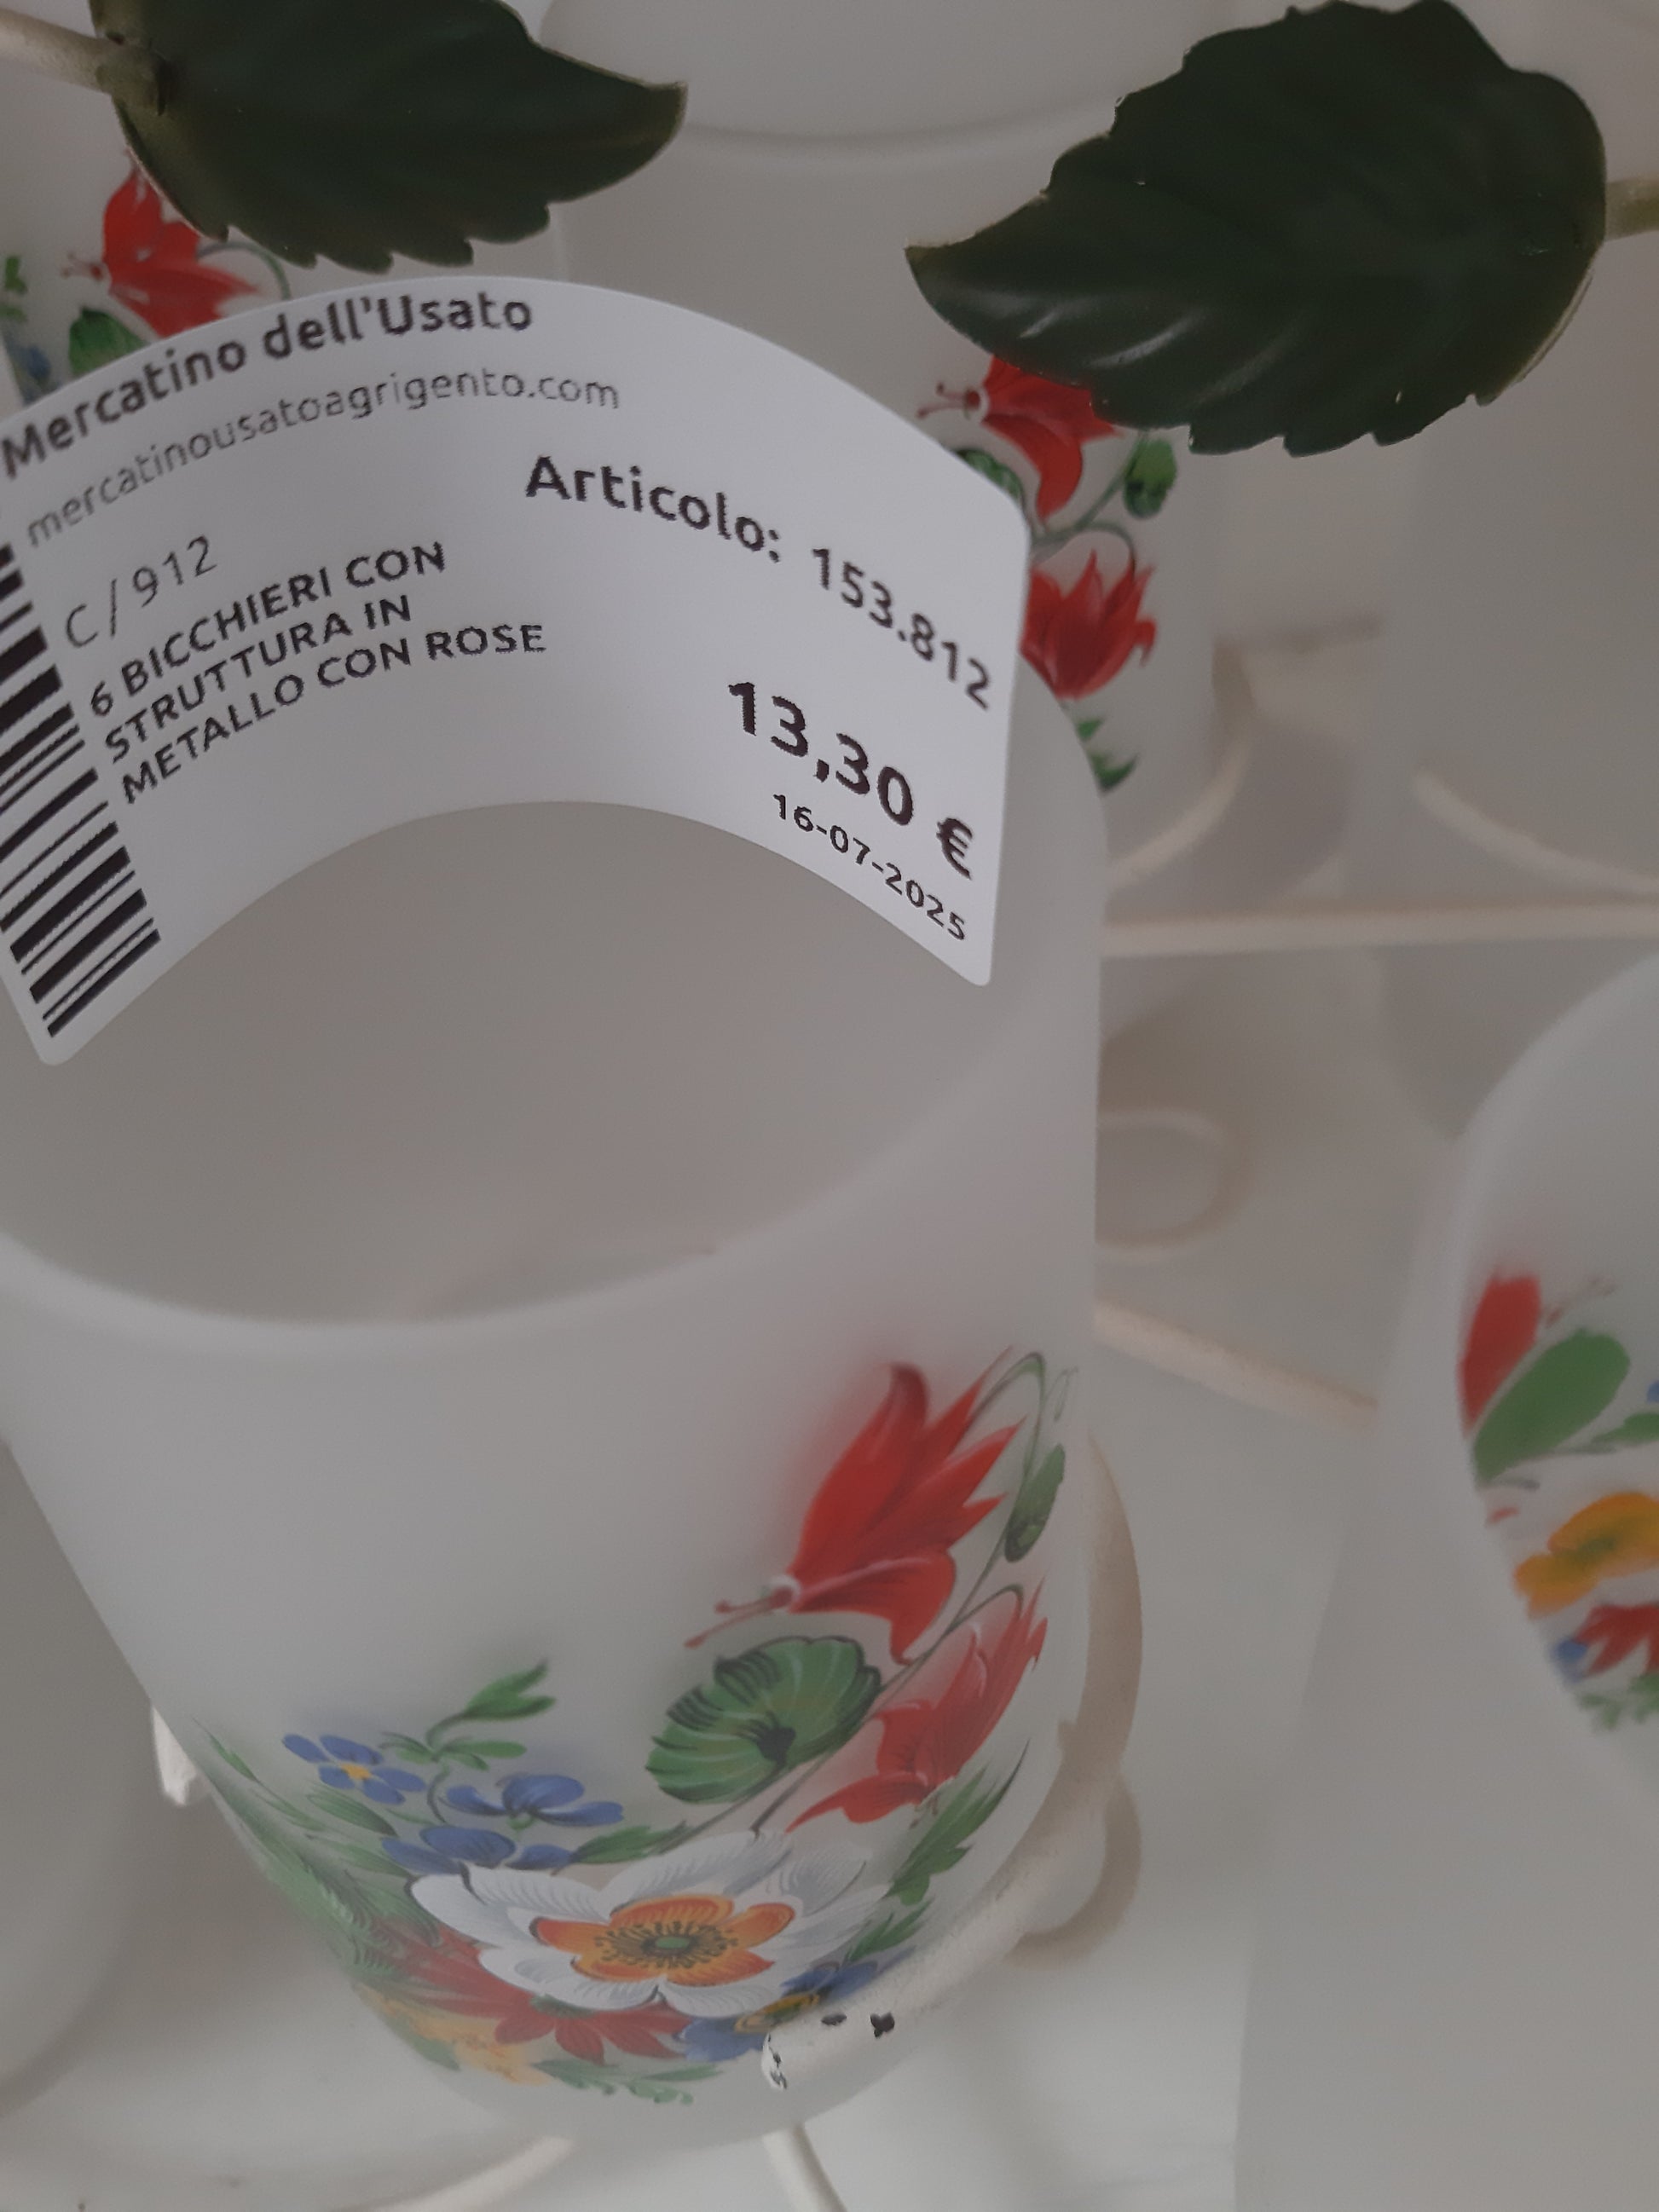 Mercatino dell'Usato
mercatinousatoagrigento.com
Articolo: 153.812
C/912
6 BICCHIERI CON
STRUTTURA IN
METALLO CON ROSE
13,30 €
16-07-2025